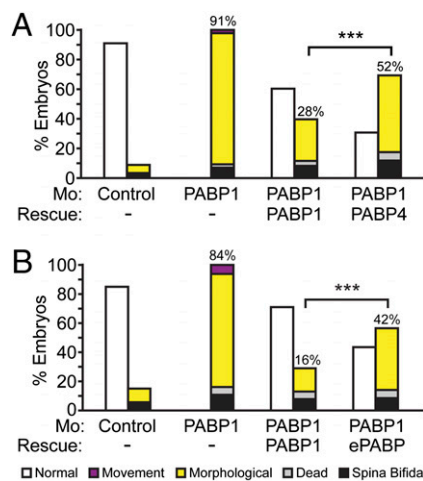 A
% Embryos
100
80
60
40
20
0
91%
28%
***
52%
Mo: Control PABP1 PABP1 PABP1
Rescue: - - PABP1 PABP4
B
% Embryos
100
80
60
40
20
0
84%
16%
***
42%
Mo: Control PABP1 PABP1 PABP1
Rescue: - - PABP1 ePABP
Normal Movement Morphological Dead Spina Bifida